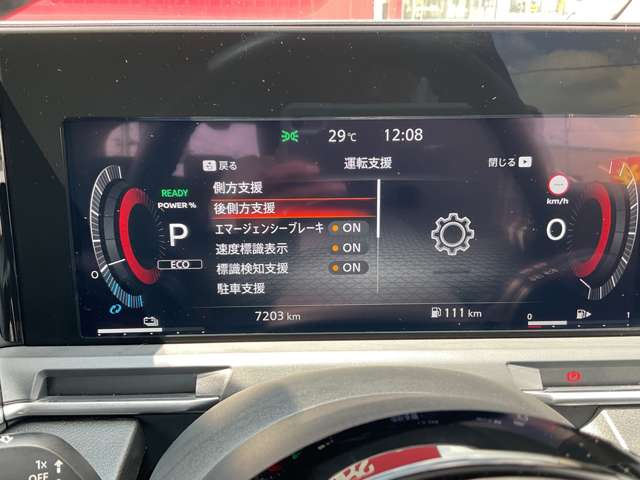 29℃ 12:08
戻る 運転支援 閉じる
READY
POWER %
P
ECO
0
側方支援
後側方支援
エマージェンシーブレーキ ON
速度標識表示 ON
標識検知支援 ON
駐車支援
---
km/h
0
7203 km
111 km
0 1
1x
OFF